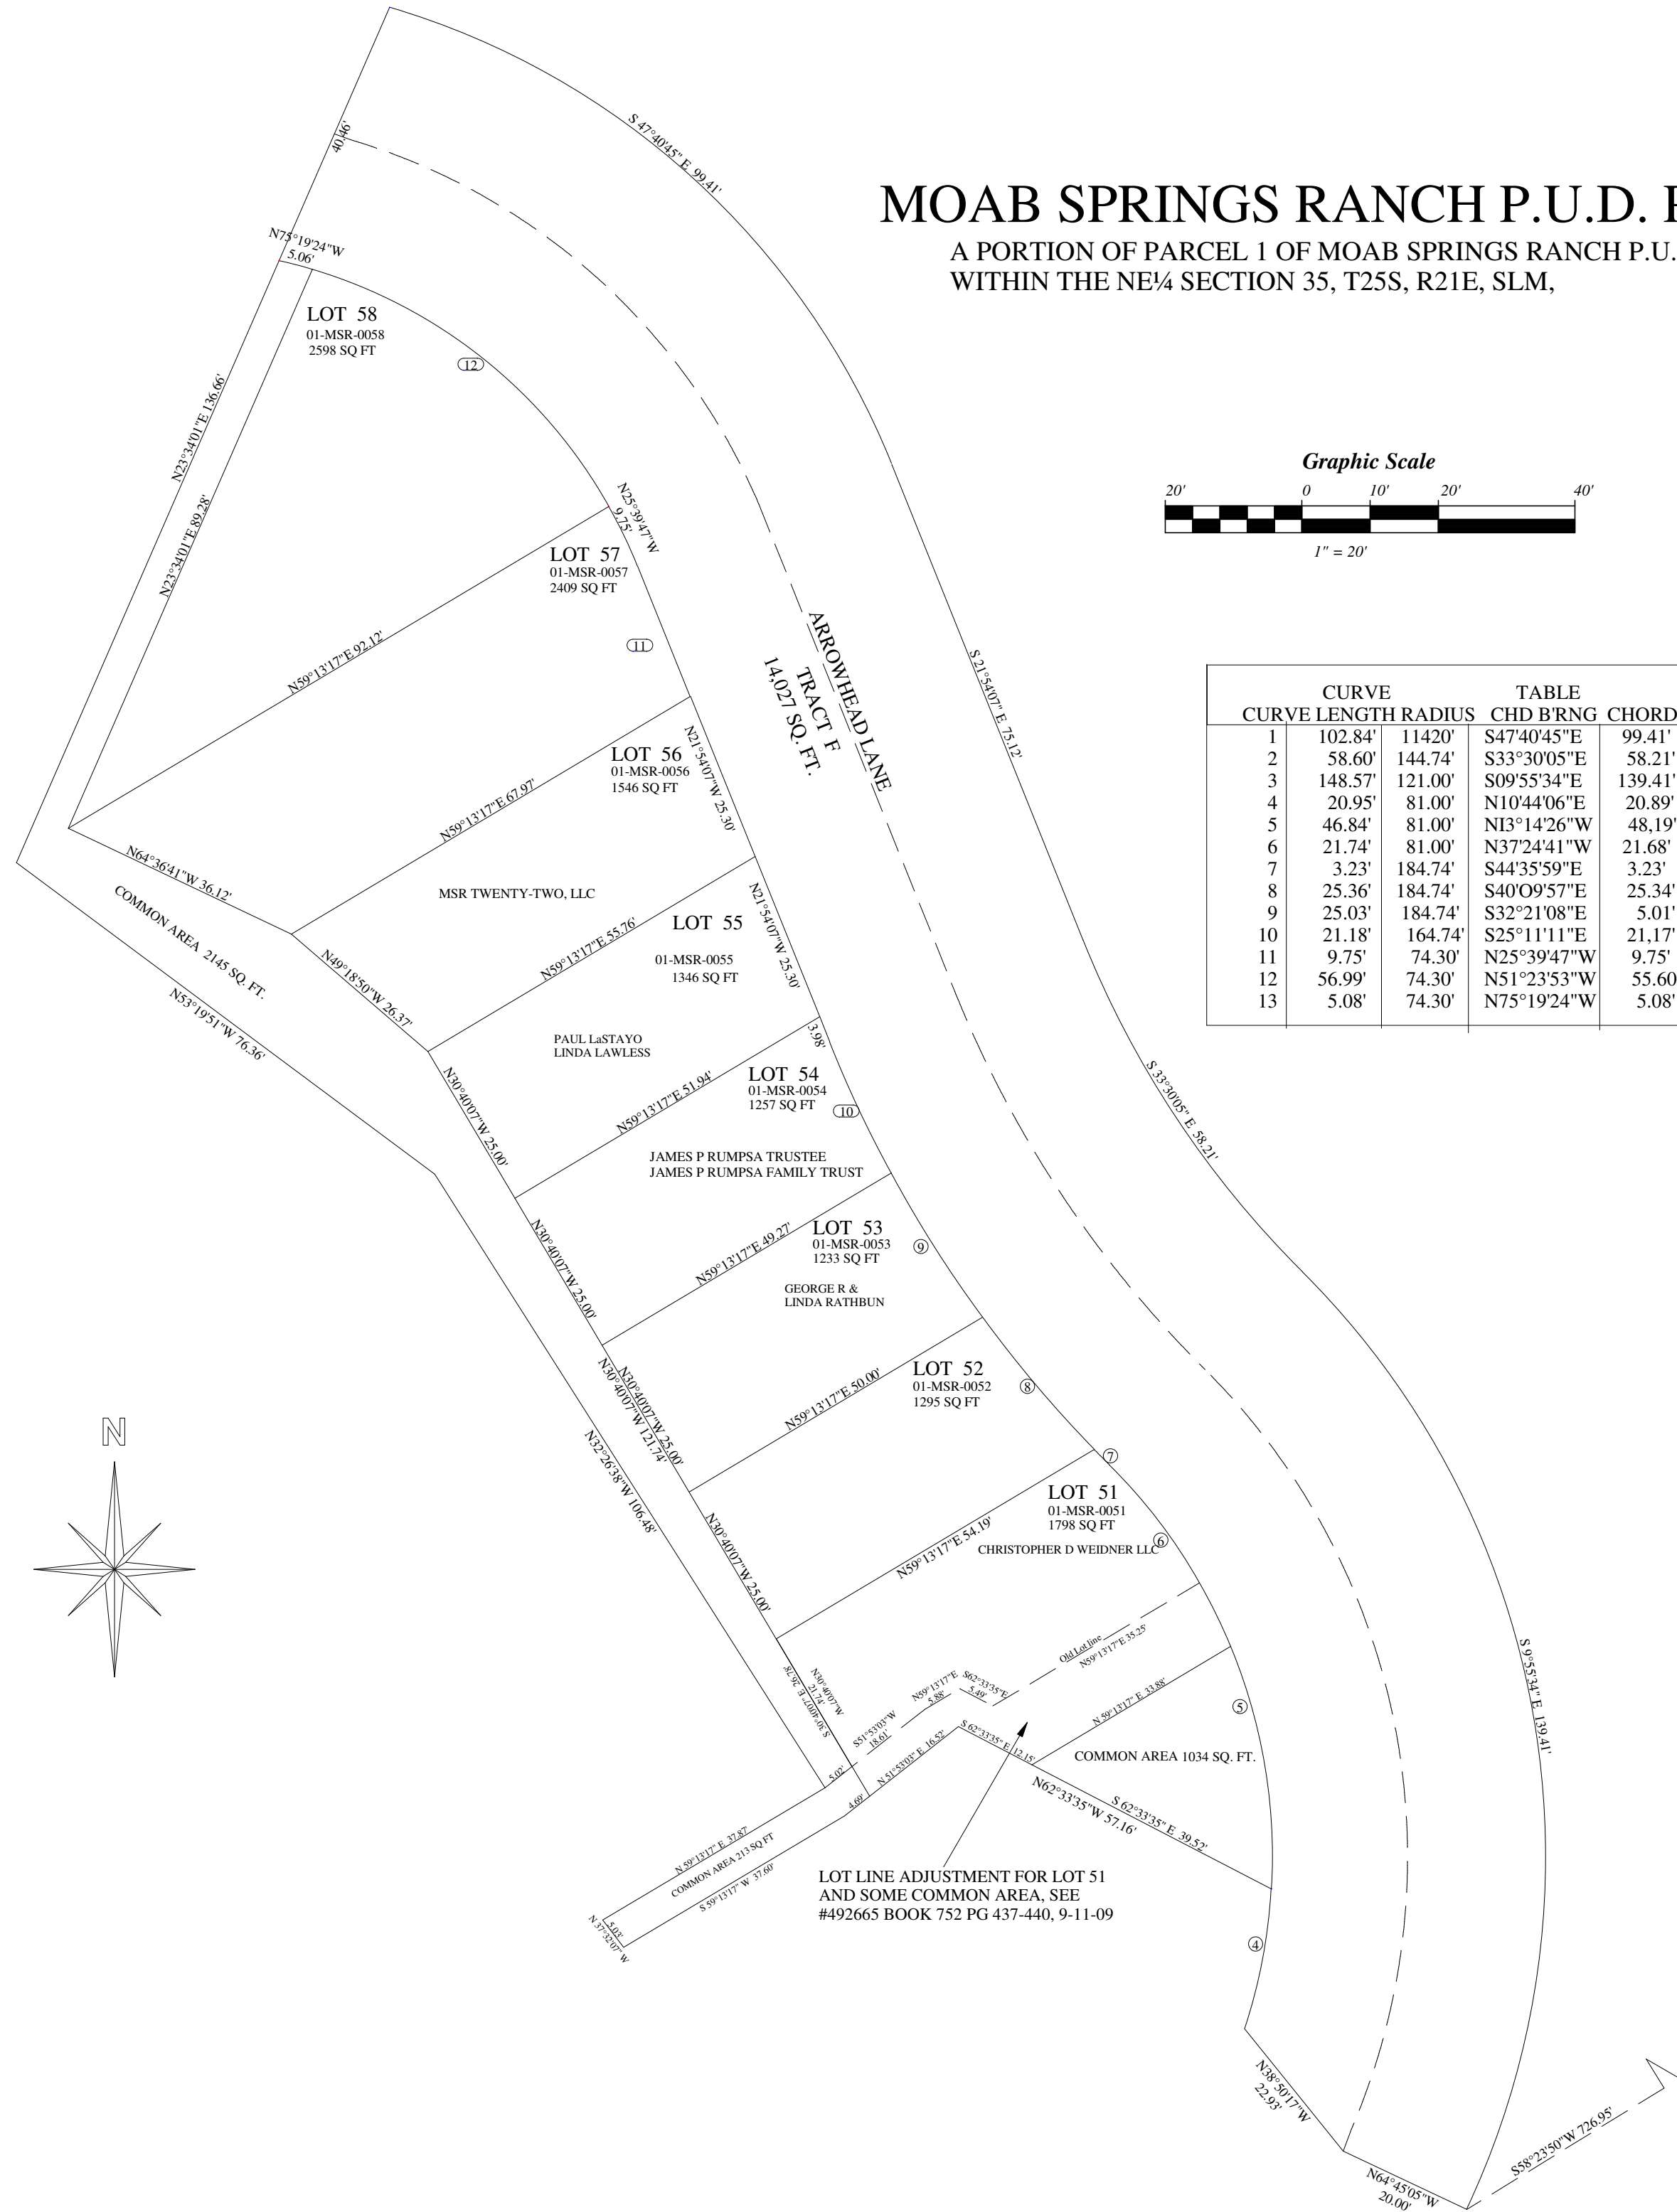 MOAB SPRINGS RANCH P.U.D.
A PORTION OF PARCEL 1 OF MOAB SPRINGS RANCH P.U.
WITHIN THE NE¼ SECTION 35, T25S, R21E, SLM,
Graphic Scale
20' 0 10' 20' 40'
1" = 20'
CURVE TABLE
CURVE LENGTH RADIUS CHD B'RNG CHORD
1 102.84' 11420' S47'40'45"E 99.41'
2 58.60' 144.74' S33°30'05"E 58.21'
3 148.57' 121.00' S09°55'34"E 139.41'
4 20.95' 81.00' N10'44'06"E 20.89'
5 46.84' 81.00' NI3°14'26"W 48,19'
6 21.74' 81.00' N37°24'41"W 21.68'
7 3.23' 184.74' S44'35'59"E 3.23'
8 25.36' 184.74' S40'O9'57"E 25.34'
9 25.03' 184.74' S32°21'08"E 5.01'
10 21.18' 164.74' S25°11'11"E 21,17'
11 9.75' 74.30' N25°39'47"W 9.75'
12 56.99' 74.30' N51°23'53"W 55.60
13 5.08' 74.30' N75°19'24"W 5.08'
S 47°40'45" E 99.41'
40.46'
N75°19'24"W
5.06'
LOT 58
01-MSR-0058
2598 SQ FT
12
N23°34'01"E 136.66'
N23°34'01"E 89.28'
N25°39'47"W
9.75'
LOT 57
01-MSR-0057
2409 SQ FT
11
N59°13'17"E 92.12'
ARROWHEAD LANE
TRACT F
14,027 SQ. FT.
S 21°54'07" E 75.12'
LOT 56
01-MSR-0056
1546 SQ FT
N21°54'07"W 25.30'
N59°13'17"E 67.97'
MSR TWENTY-TWO, LLC
N64°36'41"W 36.12'
COMMON AREA 2145 SQ. FT.
N53°19'51"W 76.36'
N49°18'50"W 26.37'
N59°13'17"E 55.76'
LOT 55
01-MSR-0055
1346 SQ FT
N21°54'07"W 25.30'
PAUL LaSTAYO
LINDA LAWLESS
3.98'
N30°40'07"W 25.00'
N59°13'17"E 51.94'
LOT 54
01-MSR-0054
1257 SQ FT
10
JAMES P RUMPSA TRUSTEE
JAMES P RUMPSA FAMILY TRUST
S 33°30'05" E 58.21'
N30°40'07"W 25.00'
N59°13'17"E 49.27'
LOT 53
01-MSR-0053
1233 SQ FT
9
GEORGE R &
LINDA RATHBUN
N30°40'07"W 25.00'
N30°40'07"W 121.74'
N59°13'17"E 50.00'
LOT 52
01-MSR-0052
1295 SQ FT
8
N
N32°26'38"W 106.48'
7
LOT 51
01-MSR-0051
1798 SQ FT
6
CHRISTOPHER D WEIDNER LLC
N59°13'17"E 54.19'
N30°40'07"W 25.00'
Old Lot line
N59°13'17"E 35.25'
N30°40'07"W
21.74'
S 30°40'07" E 26.78'
N59°13'17"E
5.88'
S62°33'35"E
5.49'
S51°53'03"W
18.61'
N 51°53'03" E 16.52'
S 62°33'35" E 12.15'
N 59°13'17" E 33.88'
5
S 9°55'34" E 139.41'
COMMON AREA 1034 SQ. FT.
5.02'
4.69'
S 62°33'35" E 39.52'
N62°33'35"W 57.16'
N 59°13'17" E 37.87'
COMMON AREA 213 SQ FT
S 59°13'17" W 37.60'
5.03'
N 37°32'07" W
LOT LINE ADJUSTMENT FOR LOT 51
AND SOME COMMON AREA, SEE
#492665 BOOK 752 PG 437-440, 9-11-09
4
N38°50'17"W
22.93'
N64°45'05"W
20.00'
S58°23'50"W 726.95'